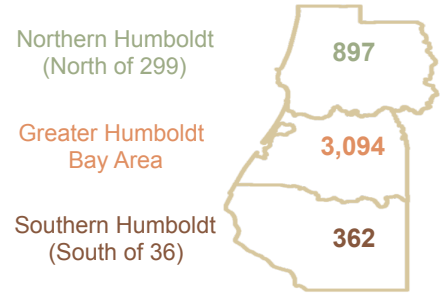 Northern Humboldt
(North of 299)
897
Greater Humboldt
Bay Area
3,094
Southern Humboldt
(South of 36)
362